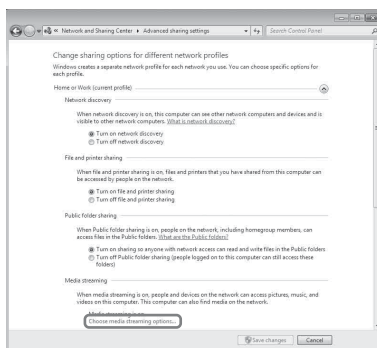 « Network and Sharing Center ▸ Advanced sharing settings
Search Control Panel
Change sharing options for different network profiles
Windows creates a separate network profile for each network you use. You can choose specific options for
each profile.
Home or Work (current profile)
Network discovery
When network discovery is on, this computer can see other network computers and devices and is
visible to other network computers. What is network discovery?
Turn on network discovery
Turn off network discovery
File and printer sharing
When file and printer sharing is on, files and printers that you have shared from this computer can
be accessed by people on the network.
Turn on file and printer sharing
Turn off file and printer sharing
Public folder sharing
When Public folder sharing is on, people on the network, including homegroup members, can
access files in the Public folders. What are the Public folders?
Turn on sharing so anyone with network access can read and write files in the Public folders
Turn off Public folder sharing (people logged on to this computer can still access these
folders)
Media streaming
When media streaming is on, people and devices on the network can access pictures, music, and
videos on this computer. This computer can also find media on the network.
Media streaming is on.
Choose media streaming options...
Save changes
Cancel